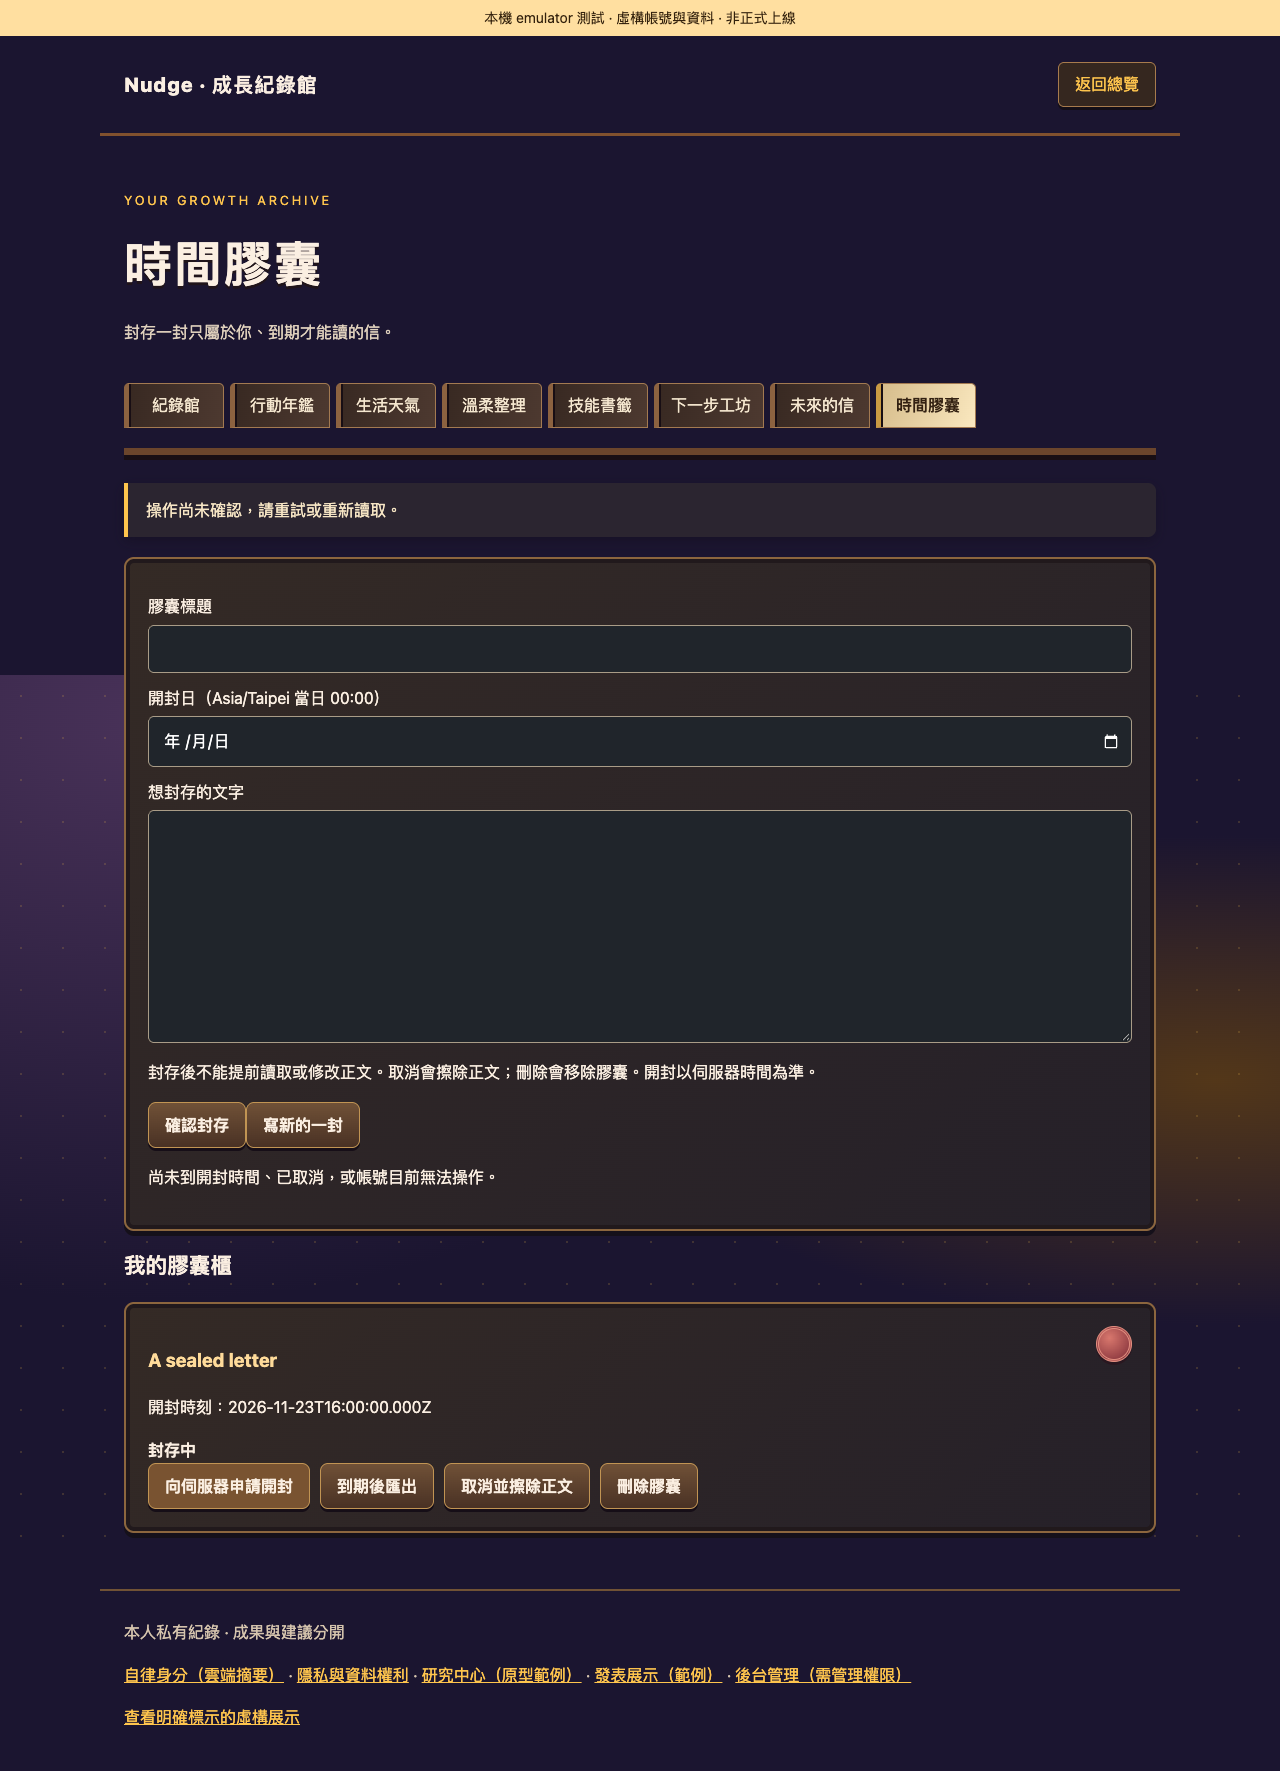 本機 emulator 測試 · 虛構帳號與資料 · 非正式上線
Nudge · 成長紀錄館
返回總覽
YOUR GROWTH ARCHIVE
時間膠囊
封存一封只屬於你、到期才能讀的信。
紀錄館
行動年鑑
生活天氣
溫柔整理
技能書籤
下一步工坊
未來的信
時間膠囊
操作尚未確認，請重試或重新讀取。
膠囊標題
開封日（Asia/Taipei 當日 00:00）
年 /月/日
想封存的文字
封存後不能提前讀取或修改正文。取消會擦除正文；刪除會移除膠囊。開封以伺服器時間為準。
確認封存
寫新的一封
尚未到開封時間、已取消，或帳號目前無法操作。
我的膠囊櫃
A sealed letter
開封時刻：2026-11-23T16:00:00.000Z
封存中
向伺服器申請開封
到期後匯出
取消並擦除正文
刪除膠囊
本人私有紀錄 · 成果與建議分開
自律身分（雲端摘要） · 隱私與資料權利 · 研究中心（原型範例） · 發表展示（範例） · 後台管理（需管理權限）
查看明確標示的虛構展示